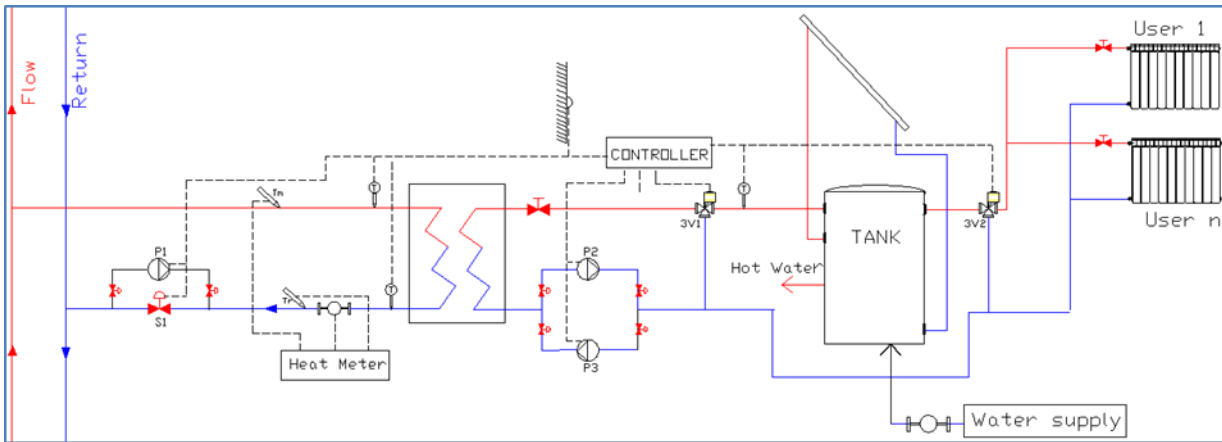 Flow
Return
User 1
CONTROLLER
T
T
T
Tm
3V1
TANK
3V2
User n
P1
P2
Hot Water
S1
Tr
T
Heat Meter
P3
Water supply